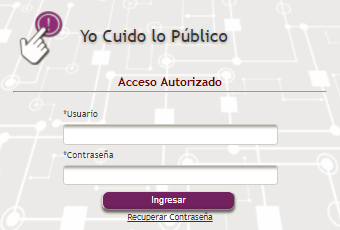 Yo Cuido lo Público
Acceso Autorizado
*Usuario
*Contraseña
Ingresar
Recuperar Contraseña